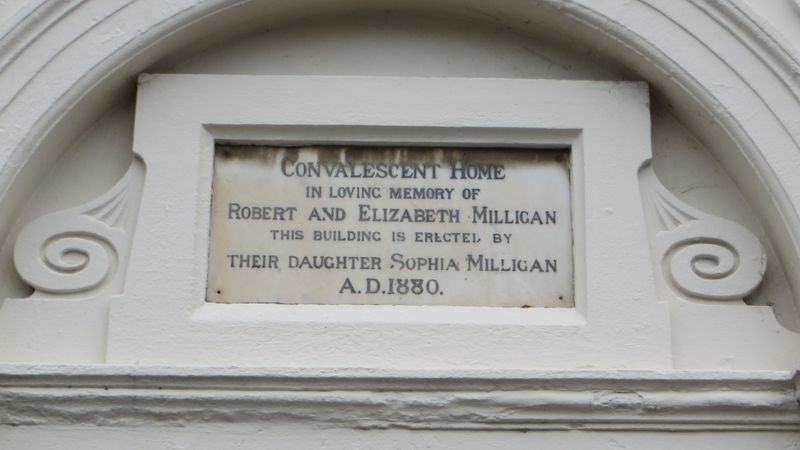 CONVALESCENT HOME
IN LOVING MEMORY OF
ROBERT AND ELIZABETH MILLIGAN
THIS BUILDING IS ERECTED BY
THEIR DAUGHTER SOPHIA MILLIGAN
A.D.1880.